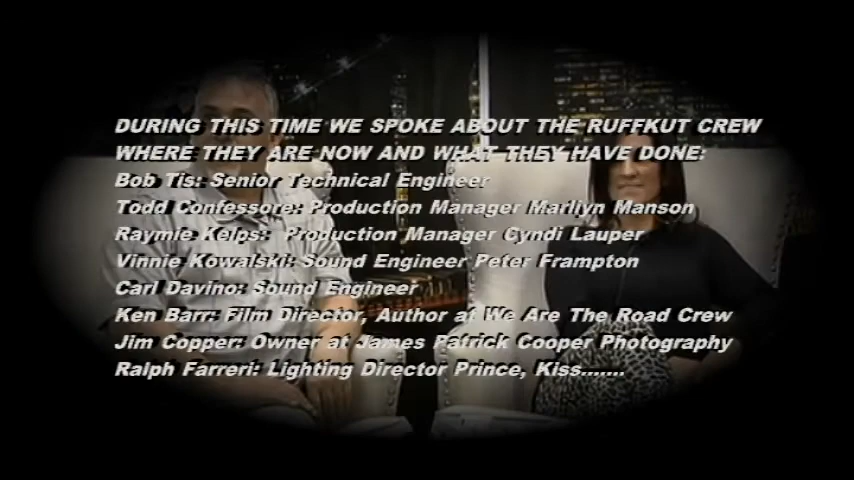 DURING THIS TIME WE SPOKE ABOUT THE RUFFKUT CREW
WHERE THEY ARE NOW AND WHAT THEY HAVE DONE:
Bob Tis: Senior Technical Engineer
Todd Confessore: Production Manager Marilyn Manson
Raymie Kelps: Production Manager Cyndi Lauper
Vinnie Kowalski: Sound Engineer Peter Frampton
Carl Davino: Sound Engineer
Ken Barr: Film Director, Author at We Are The Road Crew
Jim Copper: Owner at James Patrick Cooper Photography
Ralph Farreri: Lighting Director Prince, Kiss.......